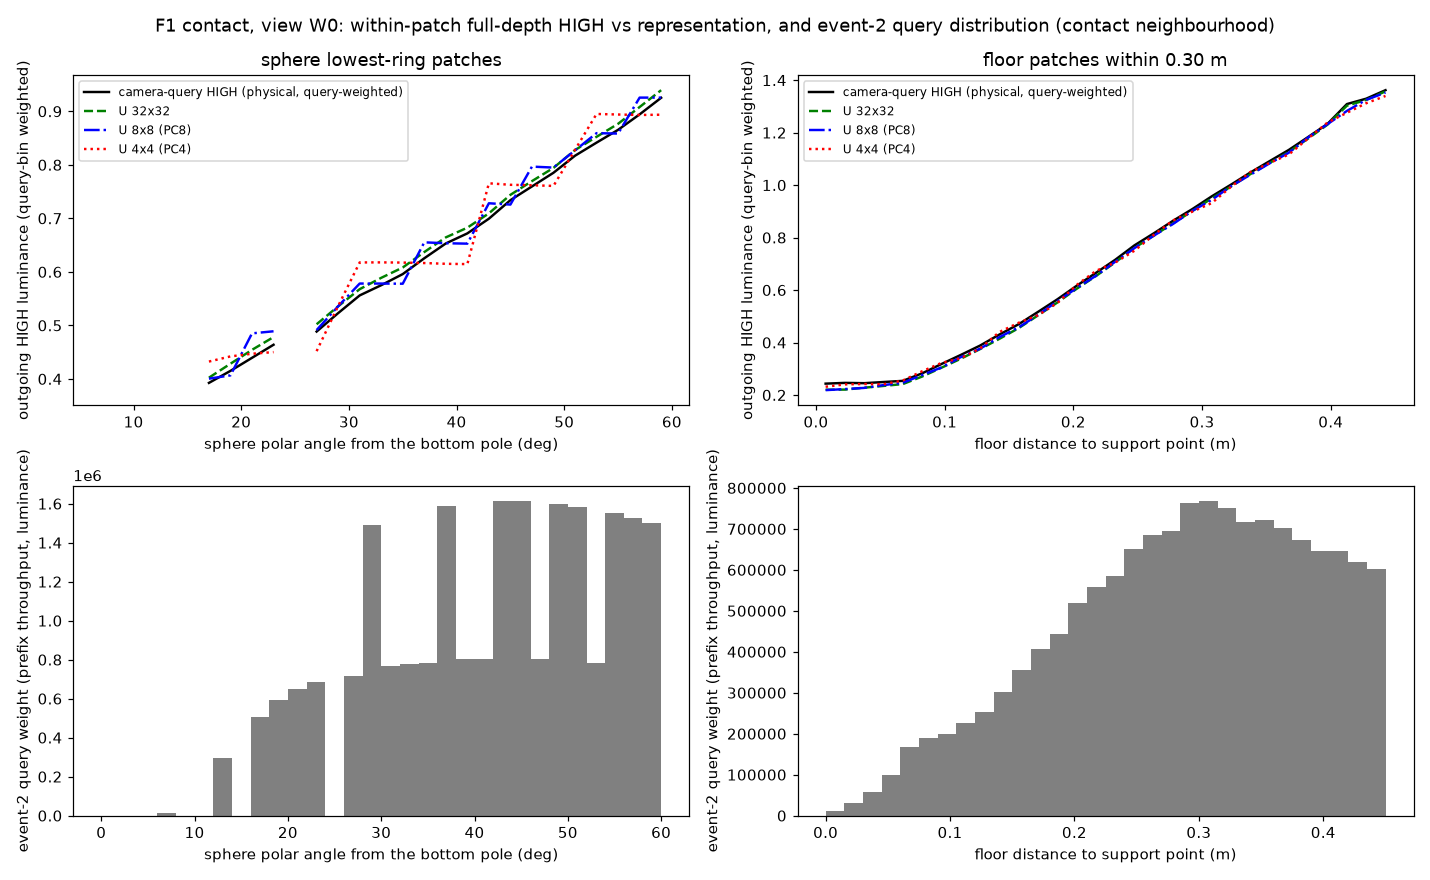 F1 contact, view W0: within-patch full-depth HIGH vs representation, and event-2 query distribution (contact neighbourhood)
sphere lowest-ring patches
outgoing HIGH luminance (query-bin weighted)
0.9
0.8
0.7
0.6
0.5
0.4
camera-query HIGH (physical, query-weighted)
U 32x32
U 8x8 (PC8)
U 4x4 (PC4)
10 20 30 40 50 60
sphere polar angle from the bottom pole (deg)
floor patches within 0.30 m
outgoing HIGH luminance (query-bin weighted)
1.4
1.2
1.0
0.8
0.6
0.4
0.2
camera-query HIGH (physical, query-weighted)
U 32x32
U 8x8 (PC8)
U 4x4 (PC4)
0.0 0.1 0.2 0.3 0.4
floor distance to support point (m)
event-2 query weight (prefix throughput, luminance)
1e6
1.6
1.4
1.2
1.0
0.8
0.6
0.4
0.2
0.0
0 10 20 30 40 50 60
sphere polar angle from the bottom pole (deg)
event-2 query weight (prefix throughput, luminance)
800000
700000
600000
500000
400000
300000
200000
100000
0
0.0 0.1 0.2 0.3 0.4
floor distance to support point (m)